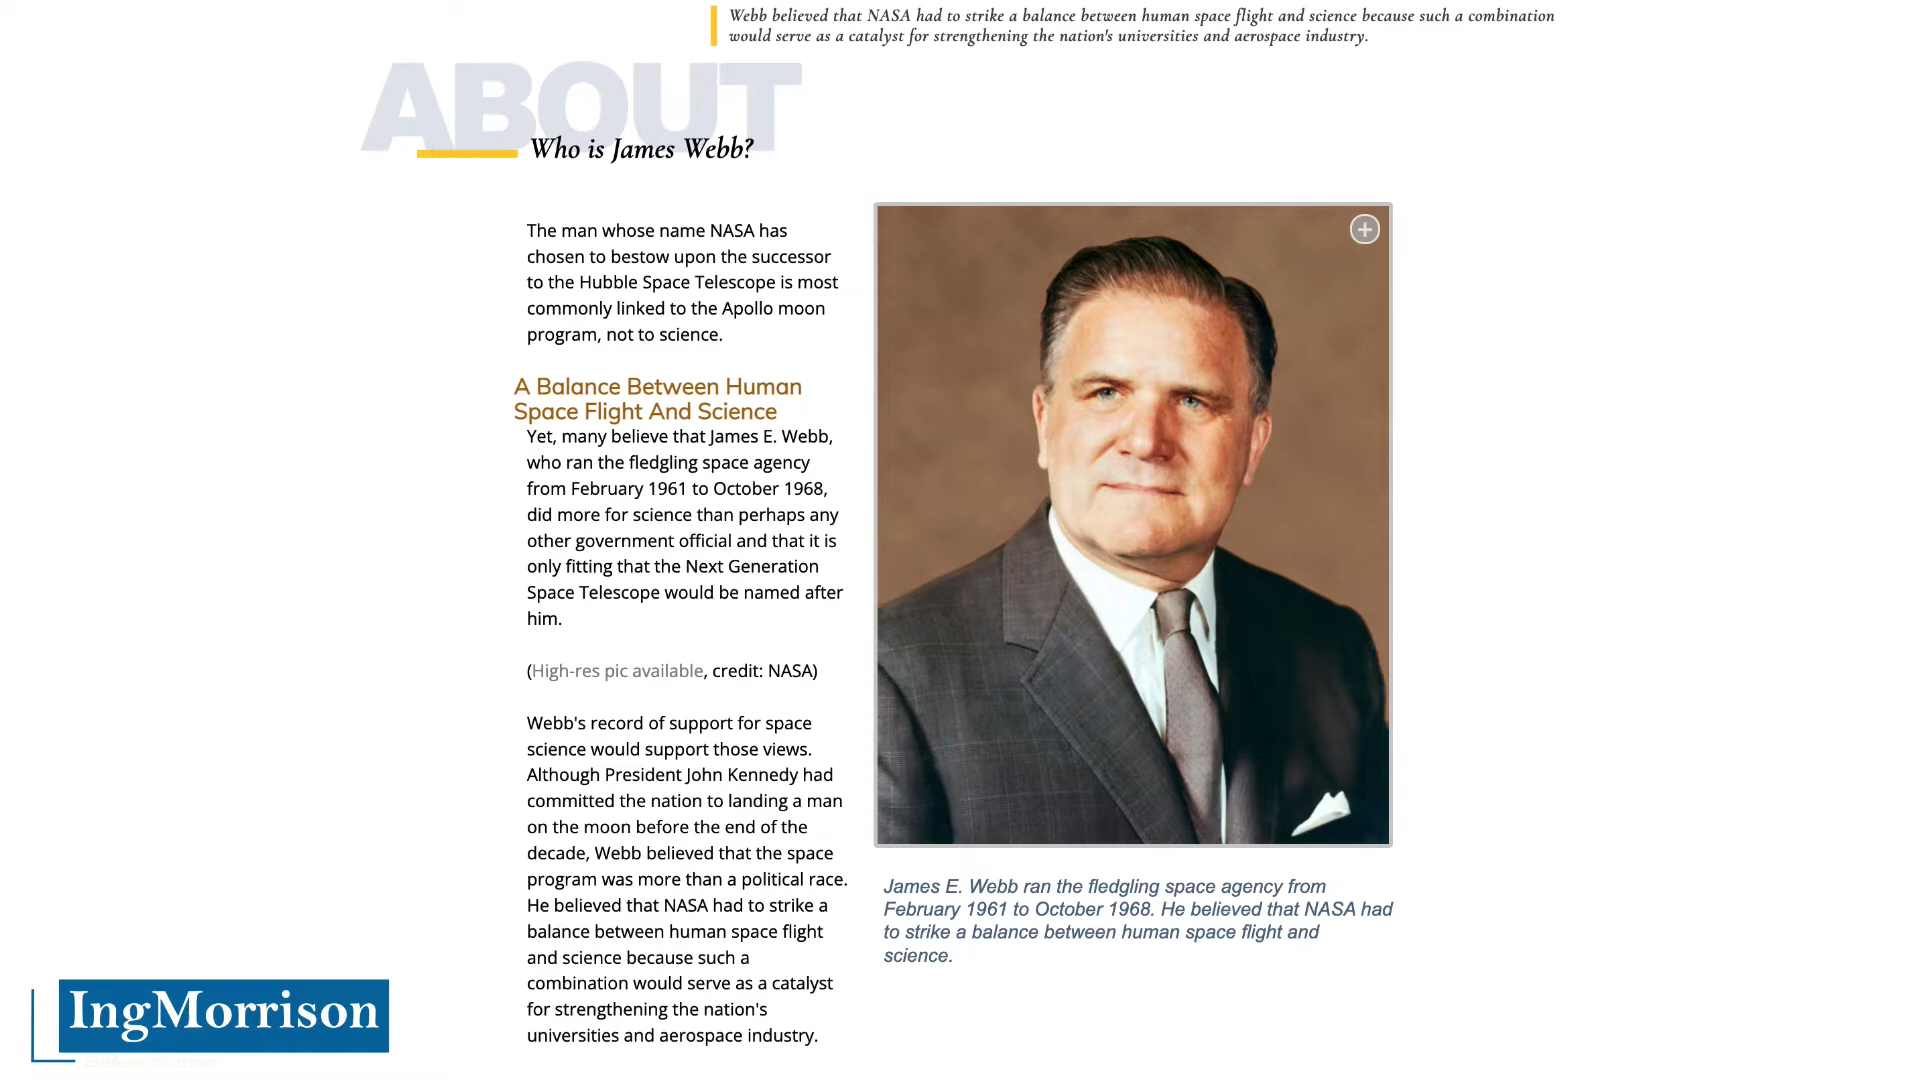 Webb believed that NASA had to strike a balance between human space flight and science because such a combination
would serve as a catalyst for strengthening the nation's universities and aerospace industry.
ABOUT
Who is James Webb?
The man whose name NASA has
chosen to bestow upon the successor
to the Hubble Space Telescope is most
commonly linked to the Apollo moon
program, not to science.
A Balance Between Human
Space Flight And Science
Yet, many believe that James E. Webb,
who ran the fledgling space agency
from February 1961 to October 1968,
did more for science than perhaps any
other government official and that it is
only fitting that the Next Generation
Space Telescope would be named after
him.
(High-res pic available, credit: NASA)
Webb's record of support for space
science would support those views.
Although President John Kennedy had
committed the nation to landing a man
on the moon before the end of the
decade, Webb believed that the space
program was more than a political race.
He believed that NASA had to strike a
balance between human space flight
and science because such a
combination would serve as a catalyst
for strengthening the nation's
universities and aerospace industry.
James E. Webb ran the fledgling space agency from
February 1961 to October 1968. He believed that NASA had
to strike a balance between human space flight and
science.
IngMorrison